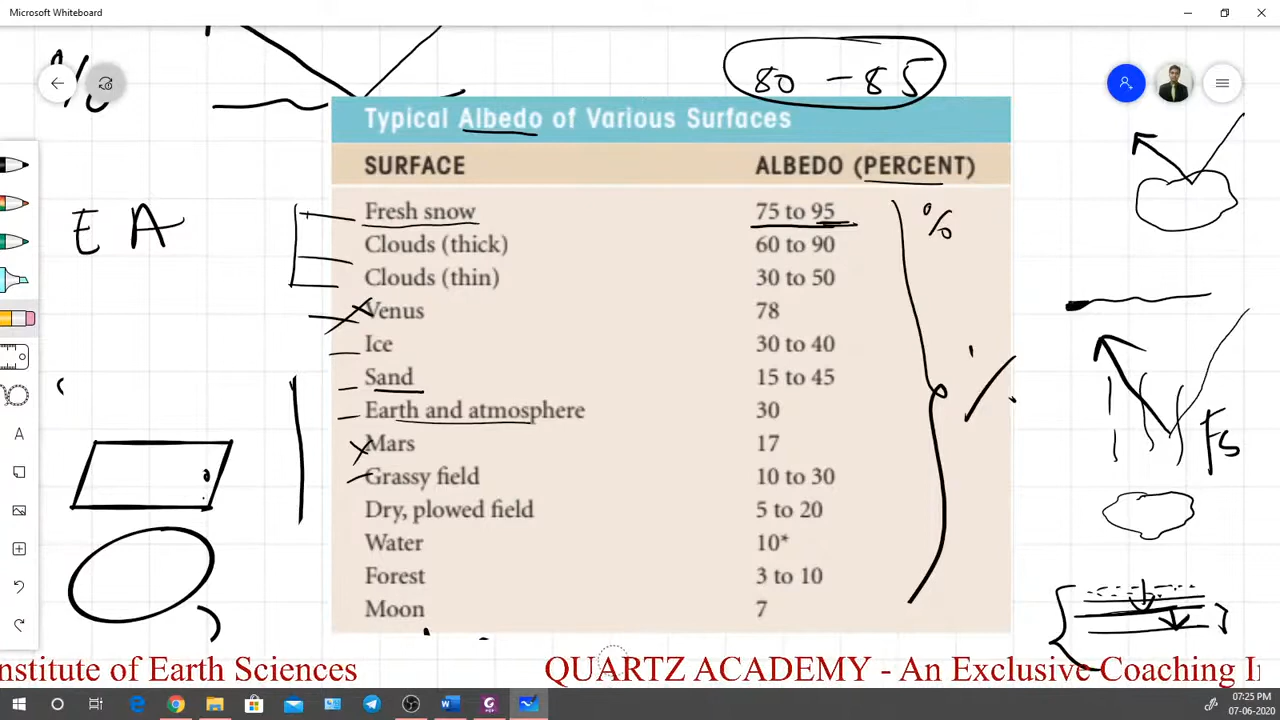 Microsoft Whiteboard
%
80 - 85
Typical Albedo of Various Surfaces
SURFACE ALBEDO (PERCENT)
Fresh snow 75 to 95
%
E A
Clouds (thick) 60 to 90
Clouds (thin) 30 to 50
Venus 78
Ice 30 to 40
Sand 15 to 45
%
Earth and atmosphere 30
Mars 17
FS
Grassy field 10 to 30
Dry, plowed field 5 to 20
Water 10*
Forest 3 to 10
Moon 7
nstitute of Earth Sciences QUARTZ ACADEMY - An Exclusive Coaching I
07:25 PM
07-06-2020